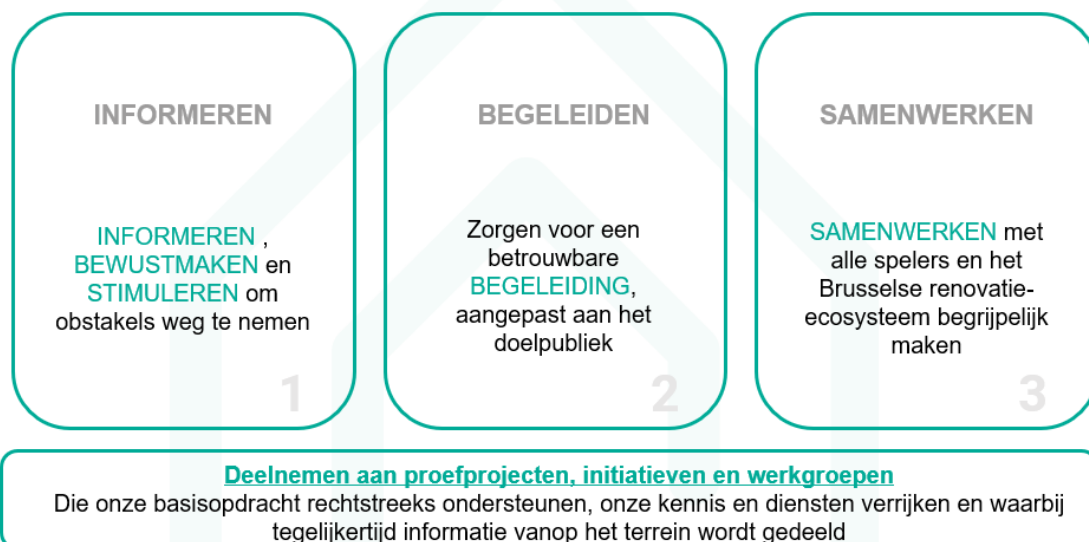 INFORMEREN
INFORMEREN ,
BEWUSTMAKEN en
STIMULEREN om
obstakels weg te nemen
1
BEGELEIDEN
Zorgen voor een
betrouwbare
BEGELEIDING,
aangepast aan het
doelpubliek
2
SAMENWERKEN
SAMENWERKEN met
alle spelers en het
Brusselse renovatie-
ecosysteem begrijpelijk
maken
3
Deelnemen aan proefprojecten, initiatieven en werkgroepen
Die onze basisopdracht rechtstreeks ondersteunen, onze kennis en diensten verrijken en waarbij
tegelijkertijd informatie vanop het terrein wordt gedeeld